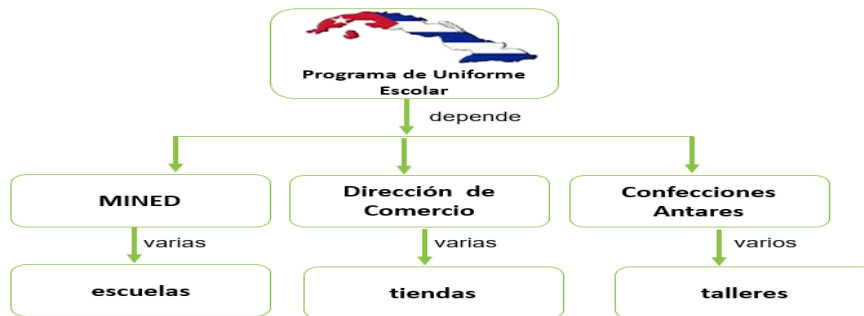 Programa de Uniforme
Escolar
depende
MINED
Dirección de
Comercio
Confecciones
Antares
varias
varias
varios
escuelas
tiendas
talleres